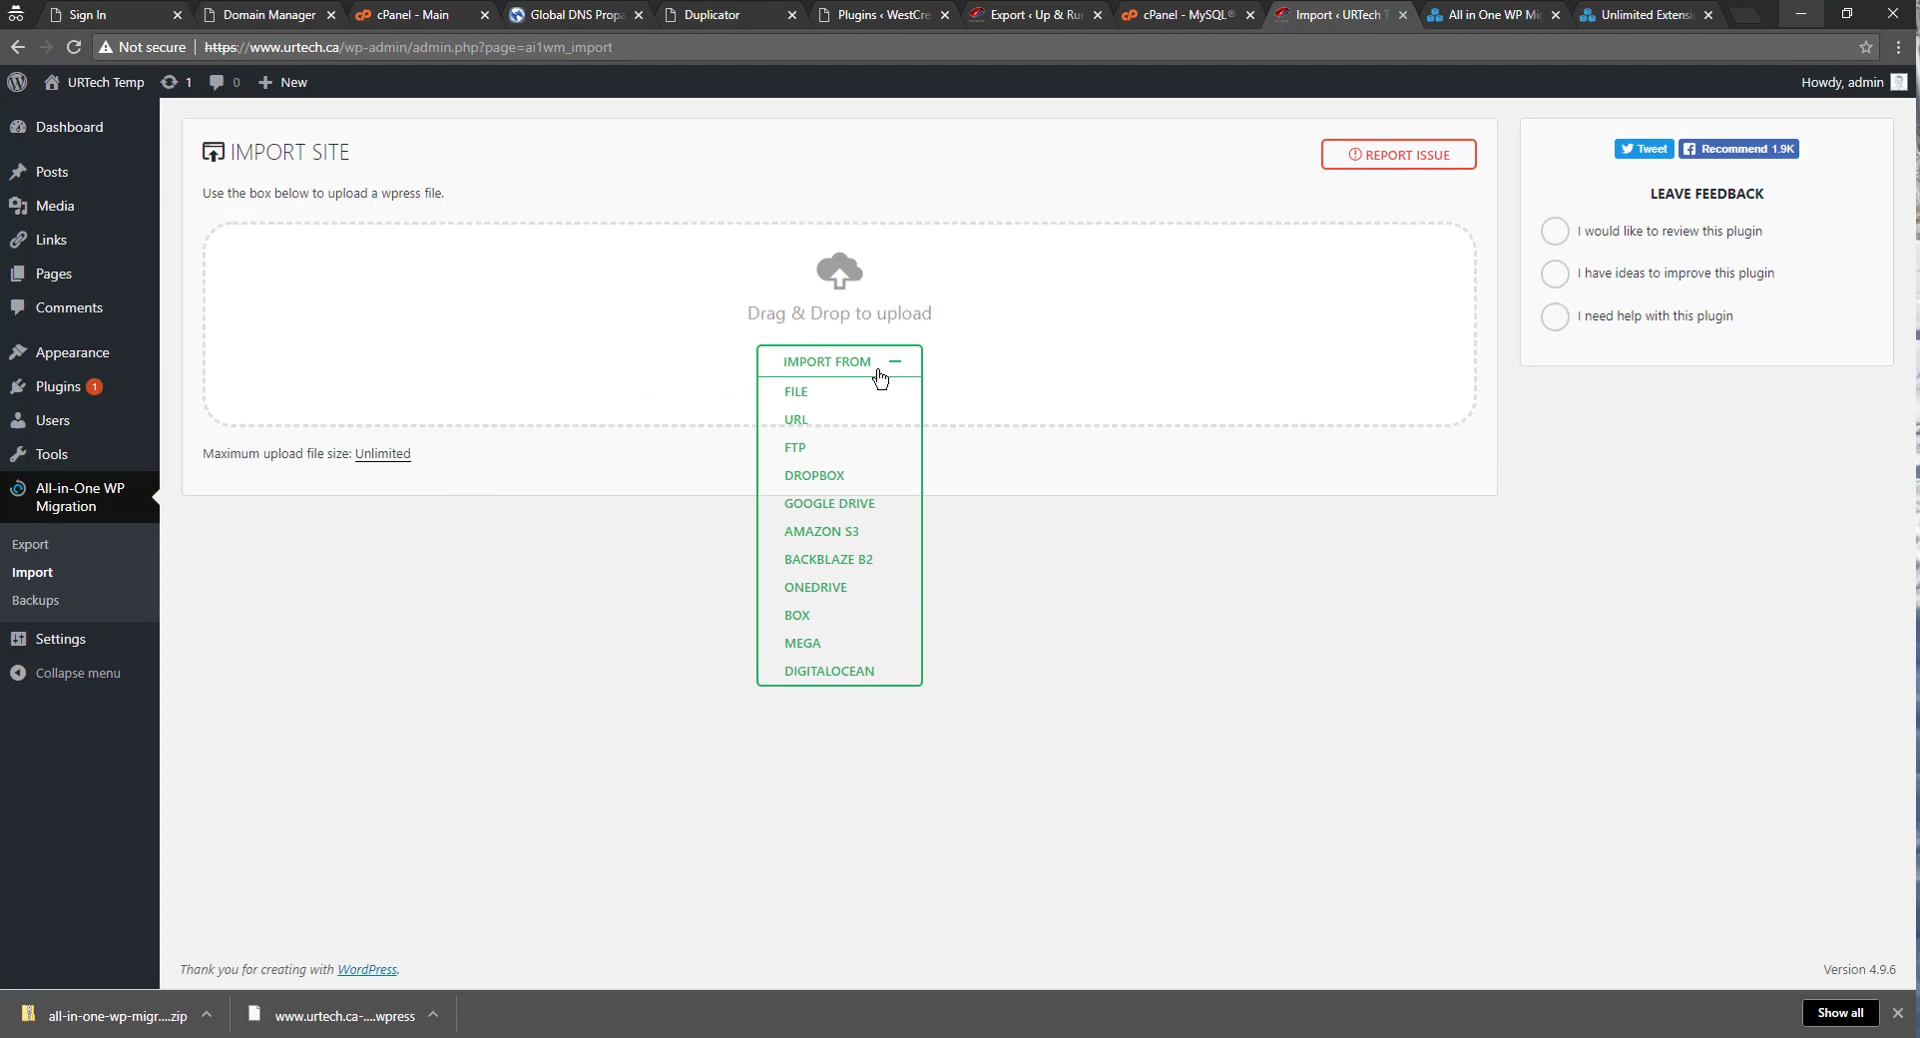 Sign In
Domain Manager
cPanel - Main
Global DNS Propa
Duplicator
Plugins ‹ WestCre
Export ‹ Up & Ru
cPanel - MySQL®
Import ‹ URTech T
All in One WP Mi
Unlimited Extensi
Not secure
https://www.urtech.ca/wp-admin/admin.php?page=ai1wm_import
URTech Temp
1
0
New
Howdy, admin
Dashboard
Posts
Media
Links
Pages
Comments
Appearance
Plugins 1
Users
Tools
All-in-One WP
Migration
Export
Import
Backups
Settings
Collapse menu
IMPORT SITE
REPORT ISSUE
Use the box below to upload a wpress file.
Drag & Drop to upload
IMPORT FROM
FILE
URL
FTP
DROPBOX
GOOGLE DRIVE
AMAZON S3
BACKBLAZE B2
ONEDRIVE
BOX
MEGA
DIGITALOCEAN
Maximum upload file size: Unlimited
Tweet
Recommend 1.9K
LEAVE FEEDBACK
I would like to review this plugin
I have ideas to improve this plugin
I need help with this plugin
Thank you for creating with WordPress.
Version 4.9.6
all-in-one-wp-migr....zip
www.urtech.ca-....wpress
Show all